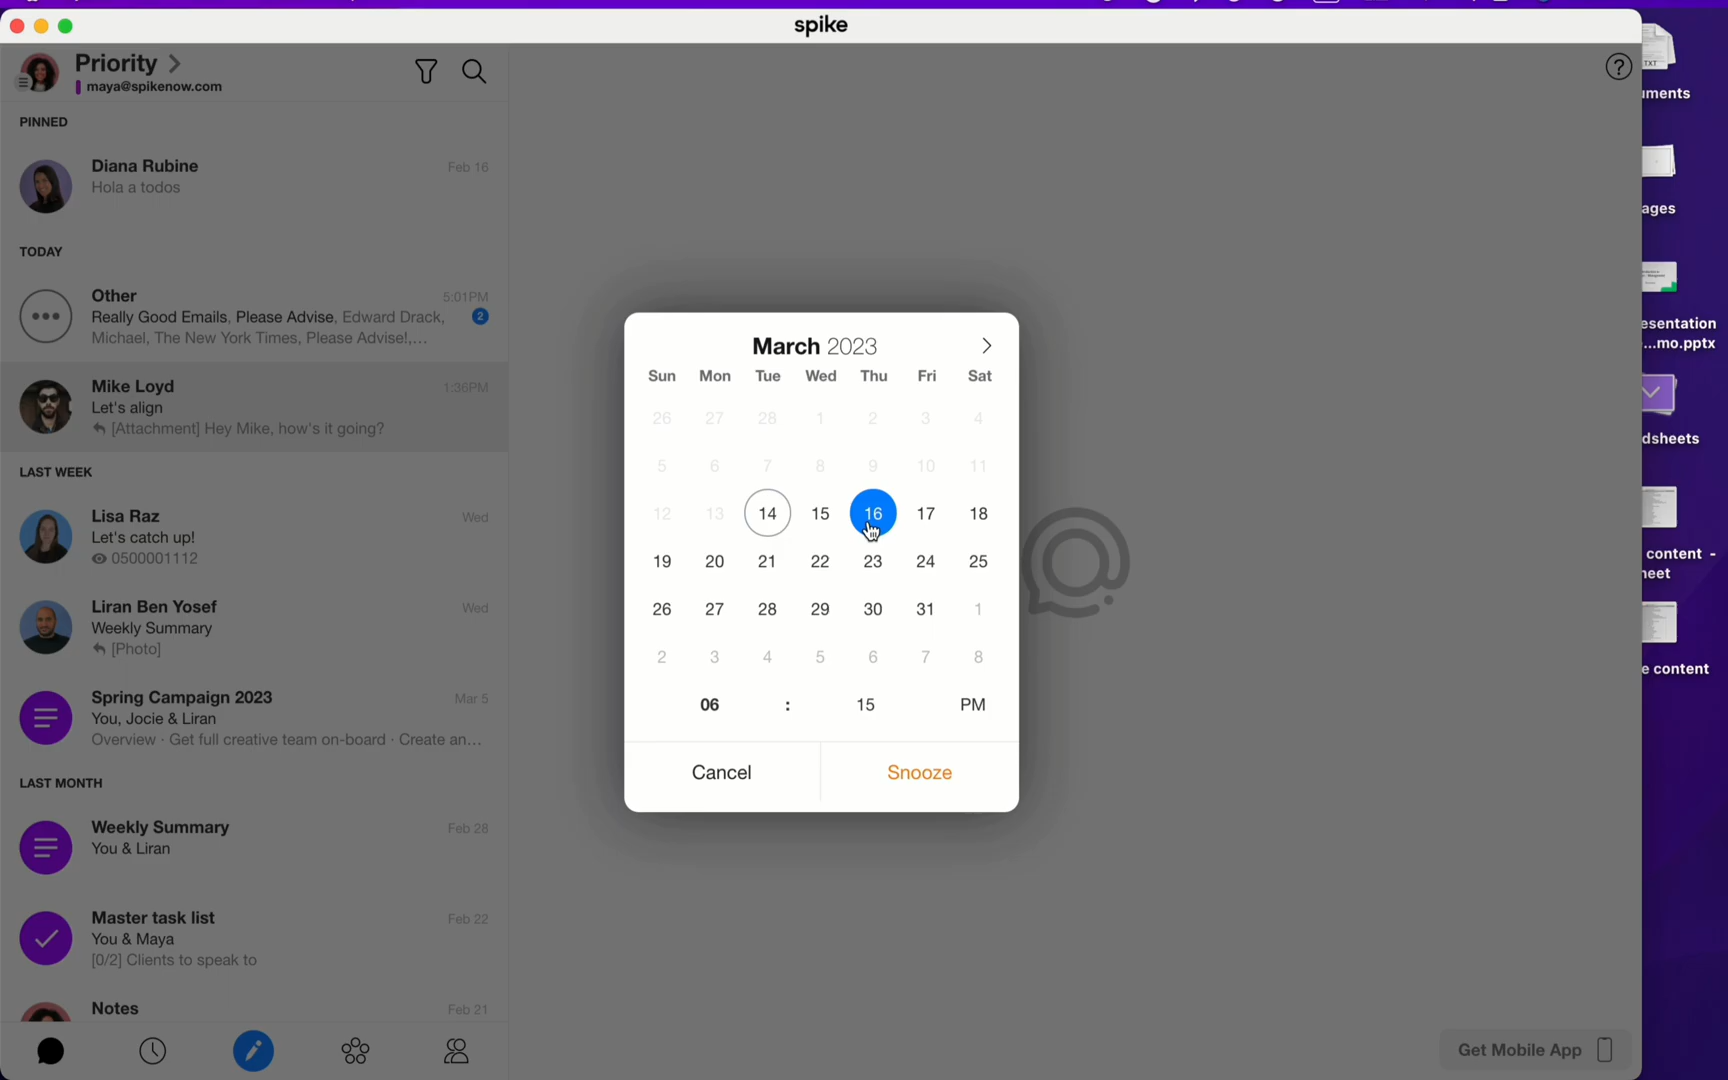 spike
Priority
maya@spikenow.com
PINNED
Diana Rubine
Feb 16
Hola a todos
TODAY
Other
5:01PM
Really Good Emails, Please Advise, Edward Drack,
2
Michael, The New York Times, Please Advise!,...
Mike Loyd
1:36PM
Let's align
[Attachment] Hey Mike, how's it going?
LAST WEEK
Lisa Raz
Wed
Let's catch up!
0500001112
Liran Ben Yosef
Wed
Weekly Summary
[Photo]
Spring Campaign 2023
Mar 5
You, Jocie & Liran
Overview · Get full creative team on-board · Create an...
LAST MONTH
Weekly Summary
Feb 28
You & Liran
Master task list
Feb 22
You & Maya
[0/2] Clients to speak to
Notes
Feb 21
March 2023
Sun Mon Tue Wed Thu Fri Sat
26 27 28 1 2 3 4
5 6 7 8 9 10 11
12 13 14 15 16 17 18
19 20 21 22 23 24 25
26 27 28 29 30 31 1
2 3 4 5 6 7 8
06 : 15 PM
Cancel
Snooze
?
Get Mobile App
TXT
uments
ages
esentation
...mo.pptx
dsheets
content -
heet
e content